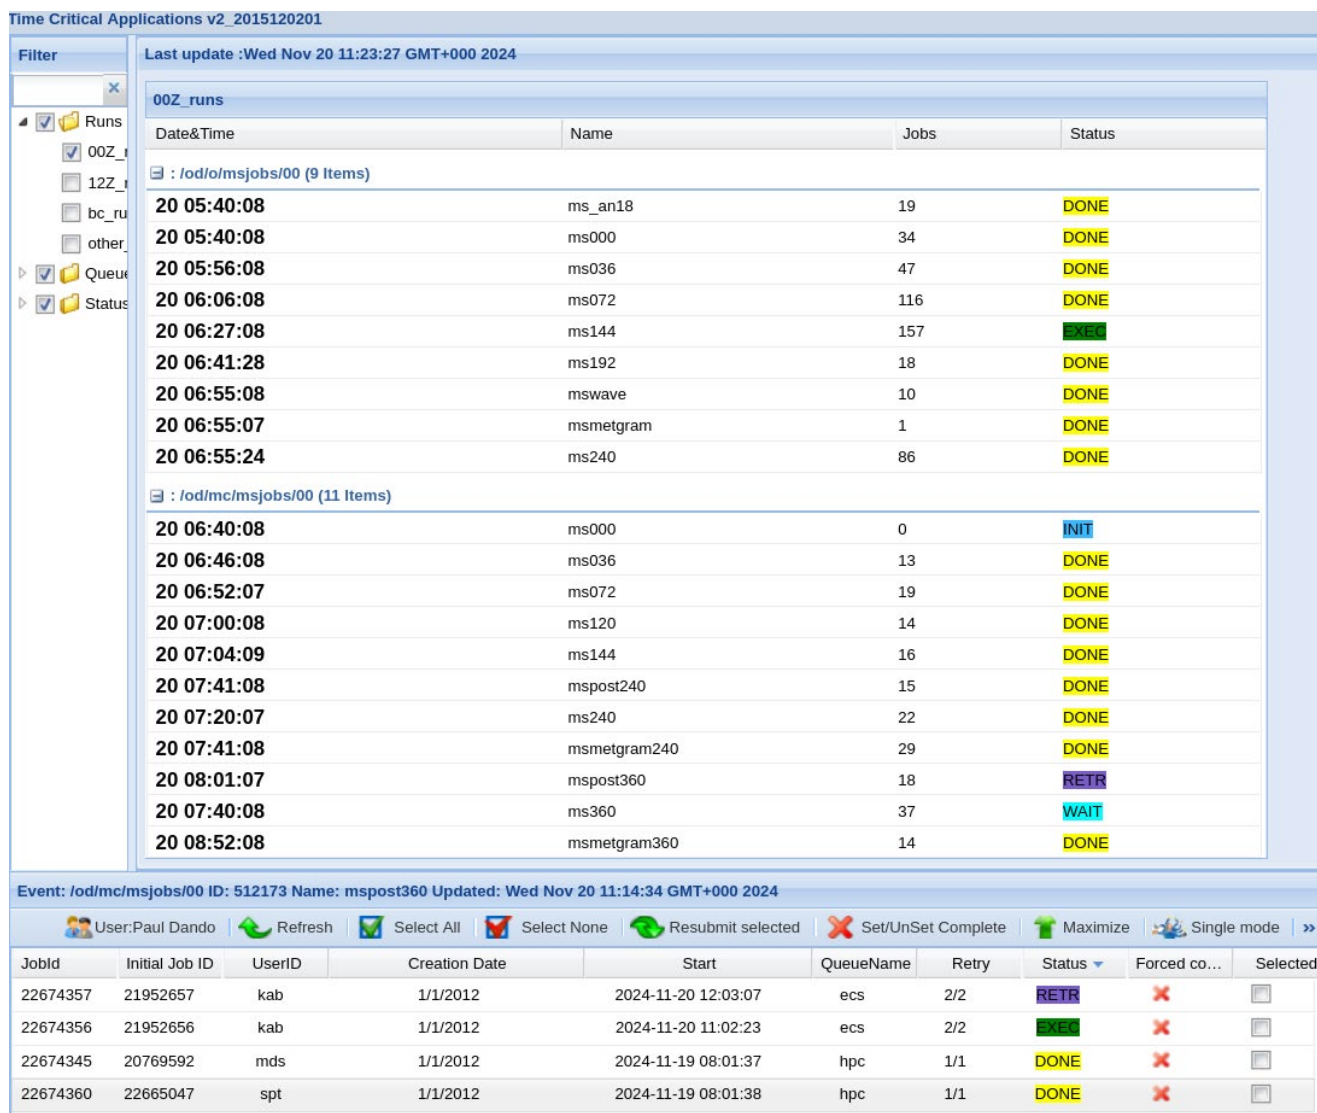 Time Critical Applications v2_2015120201
Filter
Last update :Wed Nov 20 11:23:27 GMT+000 2024
Runs
00Z_r
12Z_r
bc_ru
other_
Queue
Status
00Z_runs
Date&Time Name Jobs Status
: /od/o/msjobs/00 (9 Items)
20 05:40:08 ms_an18 19 DONE
20 05:40:08 ms000 34 DONE
20 05:56:08 ms036 47 DONE
20 06:06:08 ms072 116 DONE
20 06:27:08 ms144 157 EXEC
20 06:41:28 ms192 18 DONE
20 06:55:08 mswave 10 DONE
20 06:55:07 msmetgram 1 DONE
20 06:55:24 ms240 86 DONE
: /od/mc/msjobs/00 (11 Items)
20 06:40:08 ms000 0 INIT
20 06:46:08 ms036 13 DONE
20 06:52:07 ms072 19 DONE
20 07:00:08 ms120 14 DONE
20 07:04:09 ms144 16 DONE
20 07:41:08 mspost240 15 DONE
20 07:20:07 ms240 22 DONE
20 07:41:08 msmetgram240 29 DONE
20 08:01:07 mspost360 18 RETR
20 07:40:08 ms360 37 WAIT
20 08:52:08 msmetgram360 14 DONE
Event: /od/mc/msjobs/00 ID: 512173 Name: mspost360 Updated: Wed Nov 20 11:14:34 GMT+000 2024
User:Paul Dando Refresh Select All Select None Resubmit selected Set/UnSet Complete Maximize Single mode »
JobId Initial Job ID UserID Creation Date Start QueueName Retry Status Forced co... Selected
22674357 21952657 kab 1/1/2012 2024-11-20 12:03:07 ecs 2/2 RETR
22674356 21952656 kab 1/1/2012 2024-11-20 11:02:23 ecs 2/2 EXEC
22674345 20769592 mds 1/1/2012 2024-11-19 08:01:37 hpc 1/1 DONE
22674360 22665047 spt 1/1/2012 2024-11-19 08:01:38 hpc 1/1 DONE